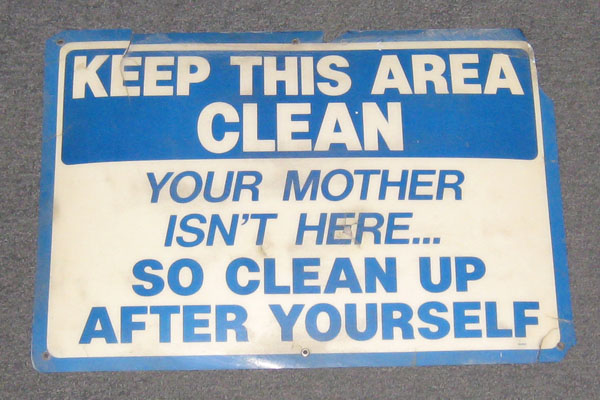 KEEP THIS AREA
CLEAN
YOUR MOTHER
ISN'T HERE...
SO CLEAN UP
AFTER YOURSELF